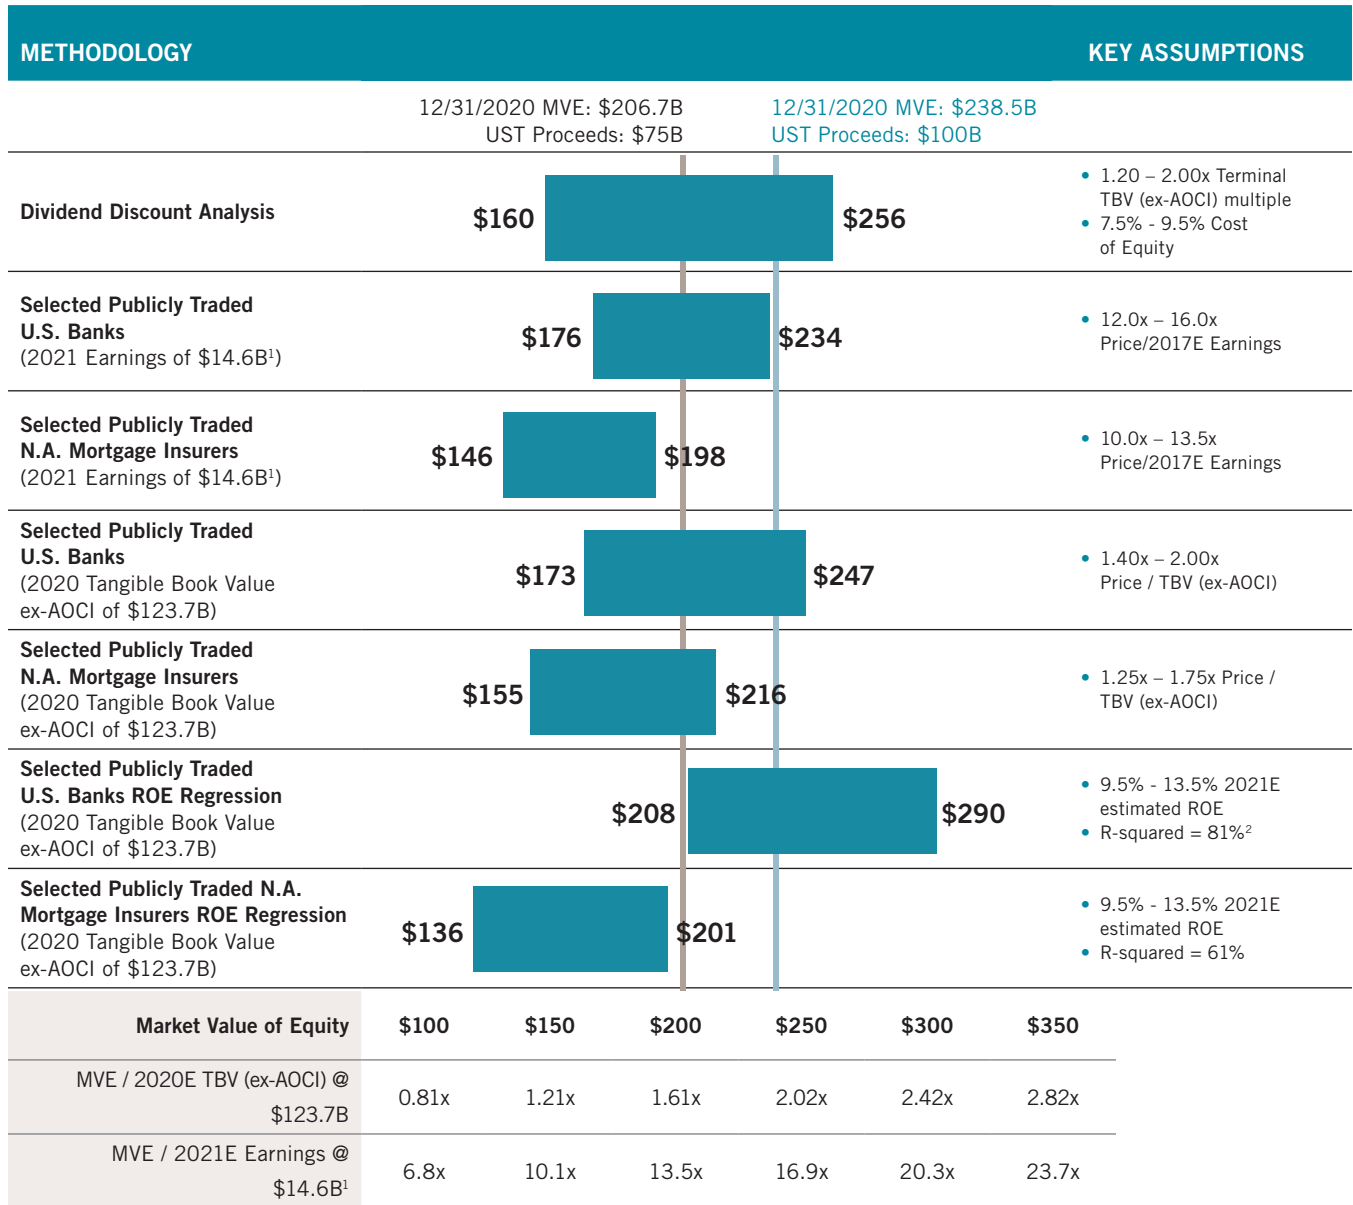 METHODOLOGY
KEY ASSUMPTIONS
12/31/2020 MVE: $206.7B
UST Proceeds: $75B
12/31/2020 MVE: $238.5B
UST Proceeds: $100B
Dividend Discount Analysis
$160
$256
• 1.20 – 2.00x Terminal
TBV (ex-AOCI) multiple
• 7.5% - 9.5% Cost
of Equity
Selected Publicly Traded
U.S. Banks
(2021 Earnings of $14.6B¹)
$176
$234
• 12.0x – 16.0x
Price/2017E Earnings
Selected Publicly Traded
N.A. Mortgage Insurers
(2021 Earnings of $14.6B¹)
$146
$198
• 10.0x – 13.5x
Price/2017E Earnings
Selected Publicly Traded
U.S. Banks
(2020 Tangible Book Value
ex-AOCI of $123.7B)
$173
$247
• 1.40x – 2.00x
Price / TBV (ex-AOCI)
Selected Publicly Traded
N.A. Mortgage Insurers
(2020 Tangible Book Value
ex-AOCI of $123.7B)
$155
$216
• 1.25x – 1.75x Price /
TBV (ex-AOCI)
Selected Publicly Traded
U.S. Banks ROE Regression
(2020 Tangible Book Value
ex-AOCI of $123.7B)
$208
$290
• 9.5% - 13.5% 2021E
estimated ROE
• R-squared = 81%²
Selected Publicly Traded N.A.
Mortgage Insurers ROE Regression
(2020 Tangible Book Value
ex-AOCI of $123.7B)
$136
$201
• 9.5% - 13.5% 2021E
estimated ROE
• R-squared = 61%
Market Value of Equity $100 $150 $200 $250 $300 $350
MVE / 2020E TBV (ex-AOCI) @
$123.7B
0.81x 1.21x 1.61x 2.02x 2.42x 2.82x
MVE / 2021E Earnings @
$14.6B¹
6.8x 10.1x 13.5x 16.9x 20.3x 23.7x